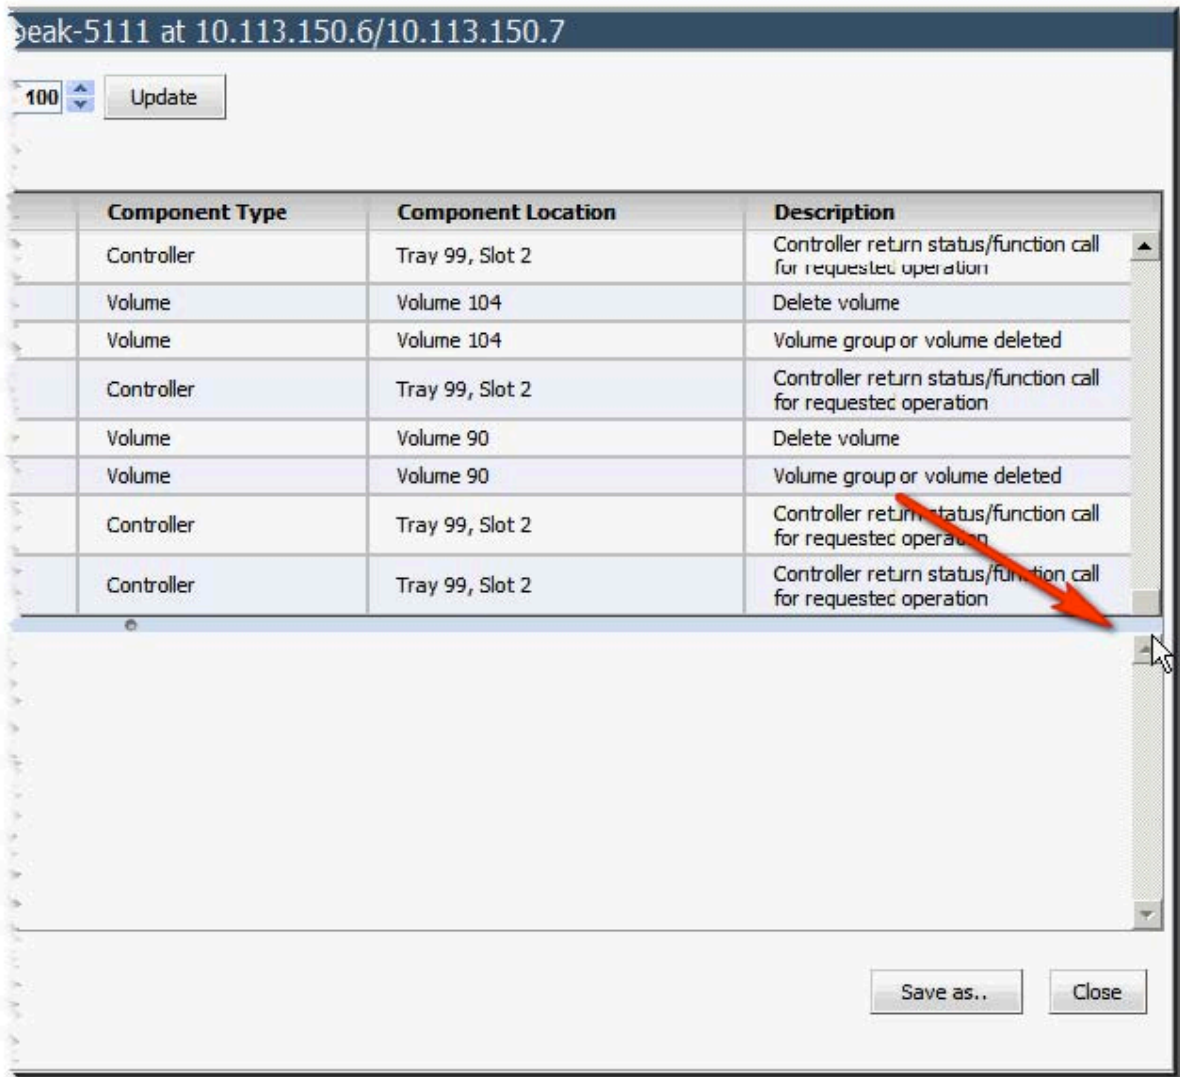 peak-5111 at 10.113.150.6/10.113.150.7
100 Update
Component Type Component Location Description
Controller Tray 99, Slot 2 Controller return status/function call
for requested operation
Volume Volume 104 Delete volume
Volume Volume 104 Volume group or volume deleted
Controller Tray 99, Slot 2 Controller return status/function call
for requested operation
Volume Volume 90 Delete volume
Volume Volume 90 Volume group or volume deleted
Controller Tray 99, Slot 2 Controller return status/function call
for requested operation
Controller Tray 99, Slot 2 Controller return status/function call
for requested operation
Save as.. Close